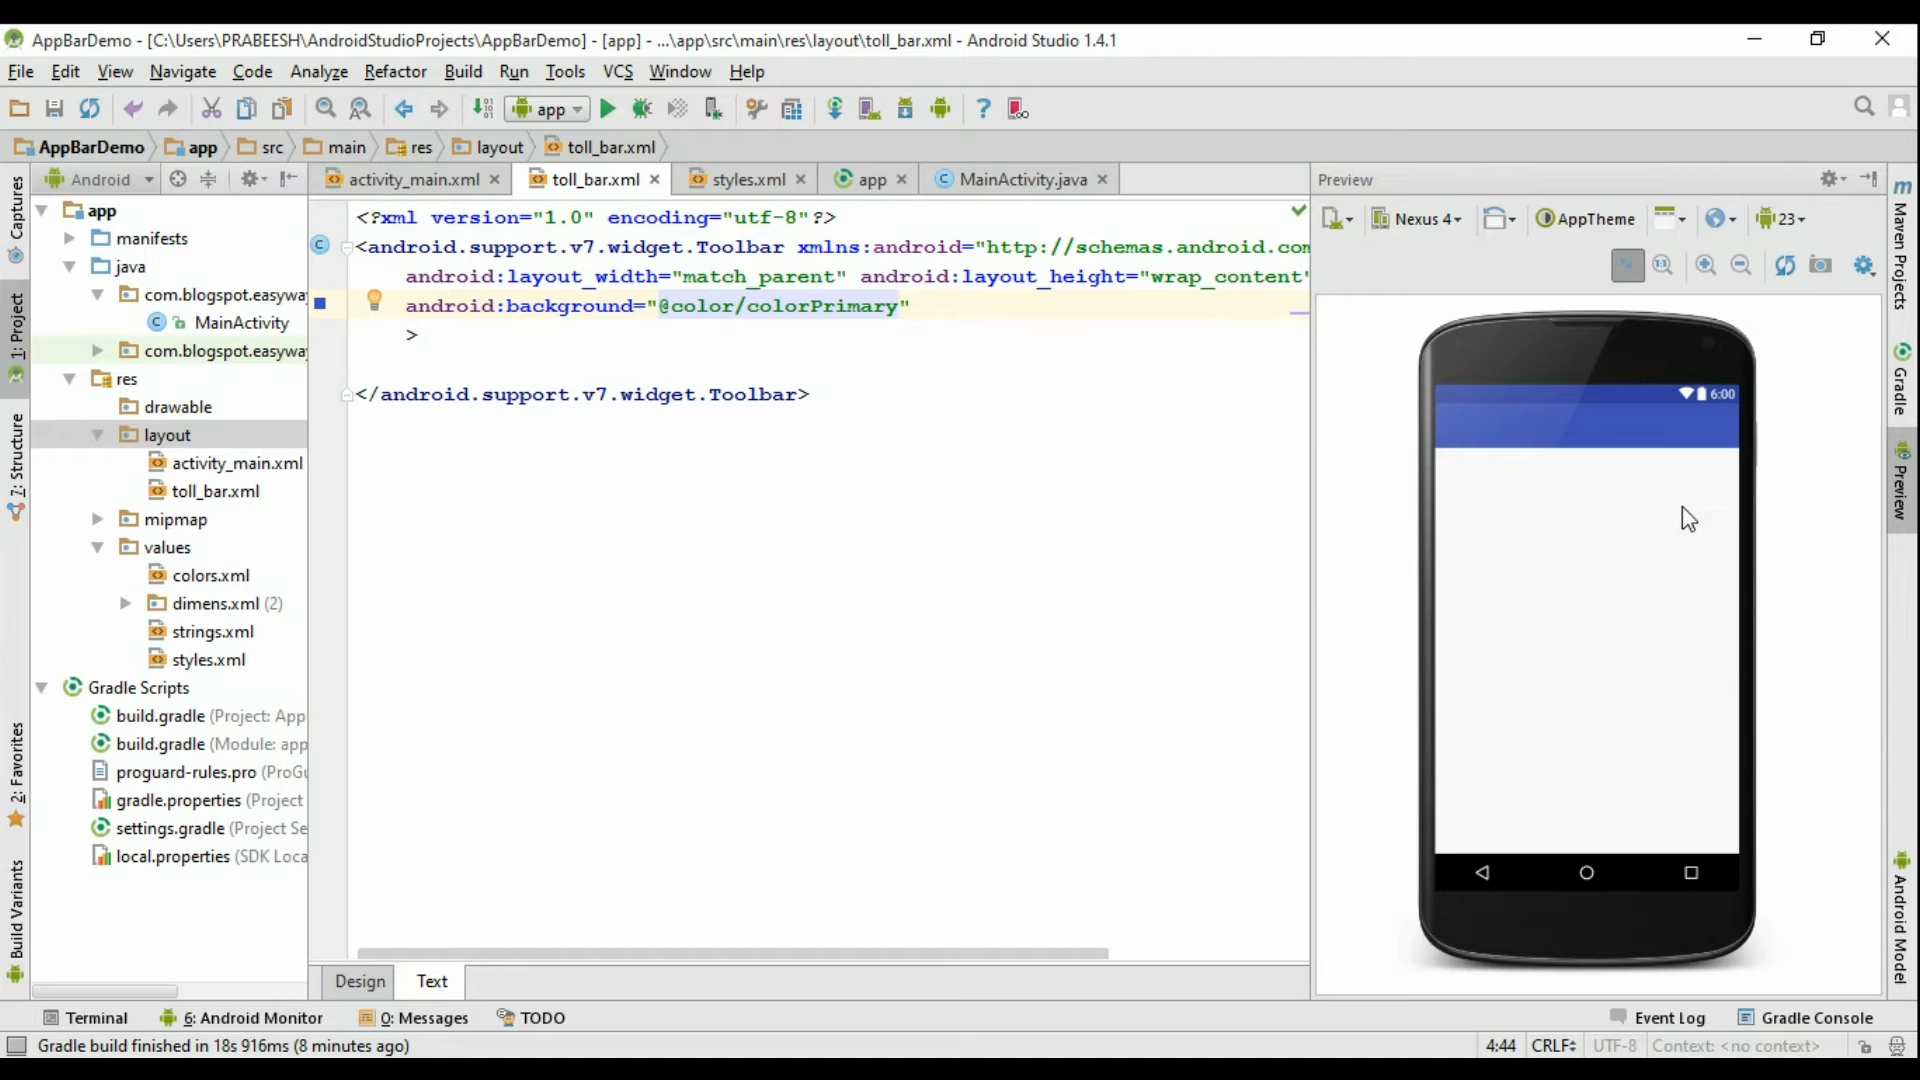 AppBarDemo - [C:\Users\PRABEESH\AndroidStudioProjects\AppBarDemo] - [app] - ...\app\src\main\res\layout\toll_bar.xml - Android Studio 1.4.1
File Edit View Navigate Code Analyze Refactor Build Run Tools VCS Window Help
app
AppBarDemo app src main res layout toll_bar.xml
Android
activity_main.xml toll_bar.xml styles.xml app MainActivity.java
Preview
Nexus 4 AppTheme 23
Captures
1: Project
7: Structure
2: Favorites
Build Variants
app
manifests
java
com.blogspot.easyway
MainActivity
com.blogspot.easyway
res
drawable
layout
activity_main.xml
toll_bar.xml
mipmap
values
colors.xml
dimens.xml (2)
strings.xml
styles.xml
Gradle Scripts
build.gradle (Project: App
build.gradle (Module: app
proguard-rules.pro (ProGu
gradle.properties (Project
settings.gradle (Project Se
local.properties (SDK Loca
<?xml version="1.0" encoding="utf-8"?>
<android.support.v7.widget.Toolbar xmlns:android="http://schemas.android.com
android:layout_width="match_parent" android:layout_height="wrap_content"
android:background="@color/colorPrimary"
>
</android.support.v7.widget.Toolbar>
6:00
Maven Projects
Gradle
Preview
Android Model
Design Text
Terminal 6: Android Monitor 0: Messages TODO Event Log Gradle Console
Gradle build finished in 18s 916ms (8 minutes ago) 4:44 CRLF UTF-8 Context: <no context>